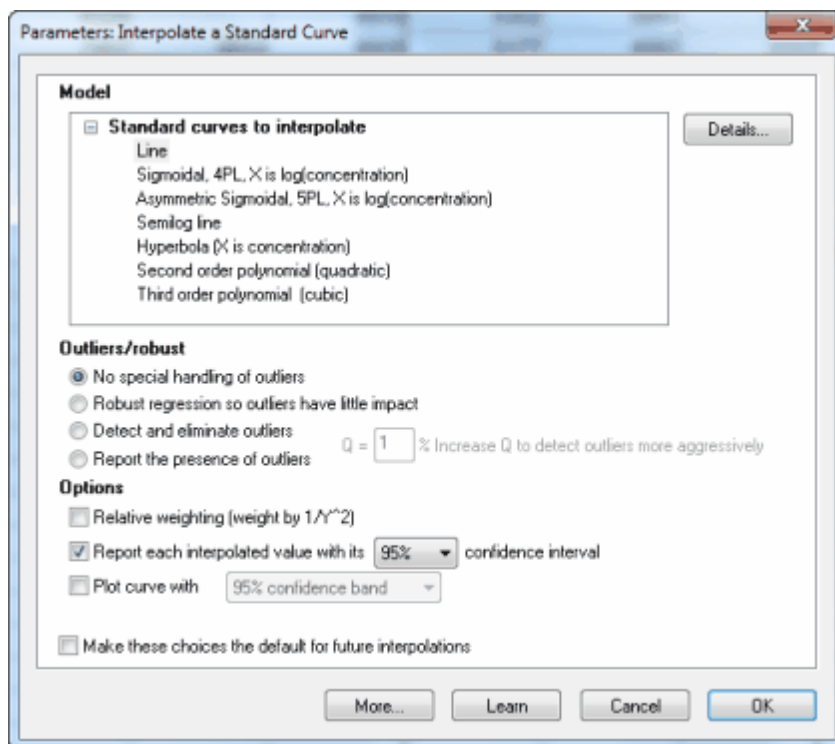 Parameters: Interpolate a Standard Curve
Model
Standard curves to interpolate
Details...
Line
Sigmoidal, 4PL, X is log(concentration)
Asymmetric Sigmoidal, 5PL, X is log(concentration)
Semilog line
Hyperbola (X is concentration)
Second order polynomial (quadratic)
Third order polynomial (cubic)
Outliers/robust
No special handling of outliers
Robust regression so outliers have little impact
Detect and eliminate outliers
Q = 1 % Increase Q to detect outliers more aggressively
Report the presence of outliers
Options
Relative weighting (weight by 1/Y^2)
Report each interpolated value with its 95% confidence interval
Plot curve with 95% confidence band
Make these choices the default for future interpolations
More... Learn Cancel OK